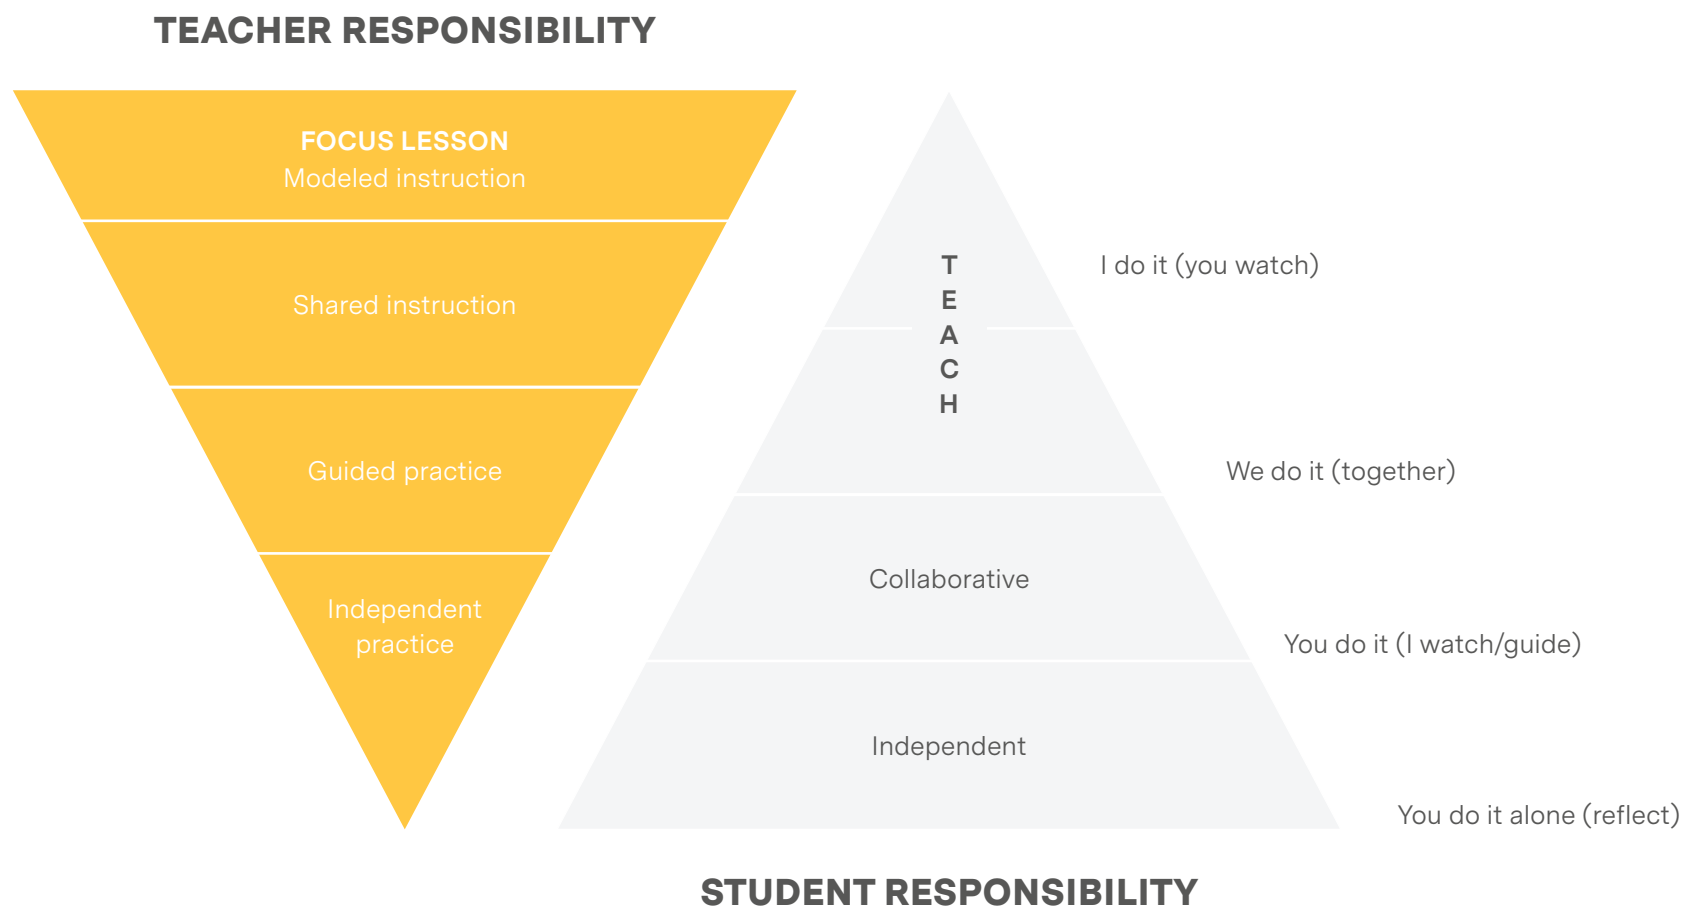 TEACHER RESPONSIBILITY
FOCUS LESSON
Modeled instruction
Shared instruction
Guided practice
Independent
practice
T
E
A
C
H
Collaborative
Independent
I do it (you watch)
We do it (together)
You do it (I watch/guide)
You do it alone (reflect)
STUDENT RESPONSIBILITY